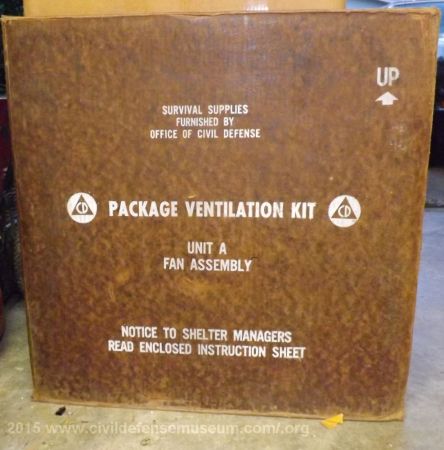 UP
SURVIVAL SUPPLIES
FURNISHED BY
OFFICE OF CIVIL DEFENSE
CD PACKAGE VENTILATION KIT CD
UNIT A
FAN ASSEMBLY
NOTICE TO SHELTER MANAGERS
READ ENCLOSED INSTRUCTION SHEET
2015 www.civildefensemuseum.com/.org